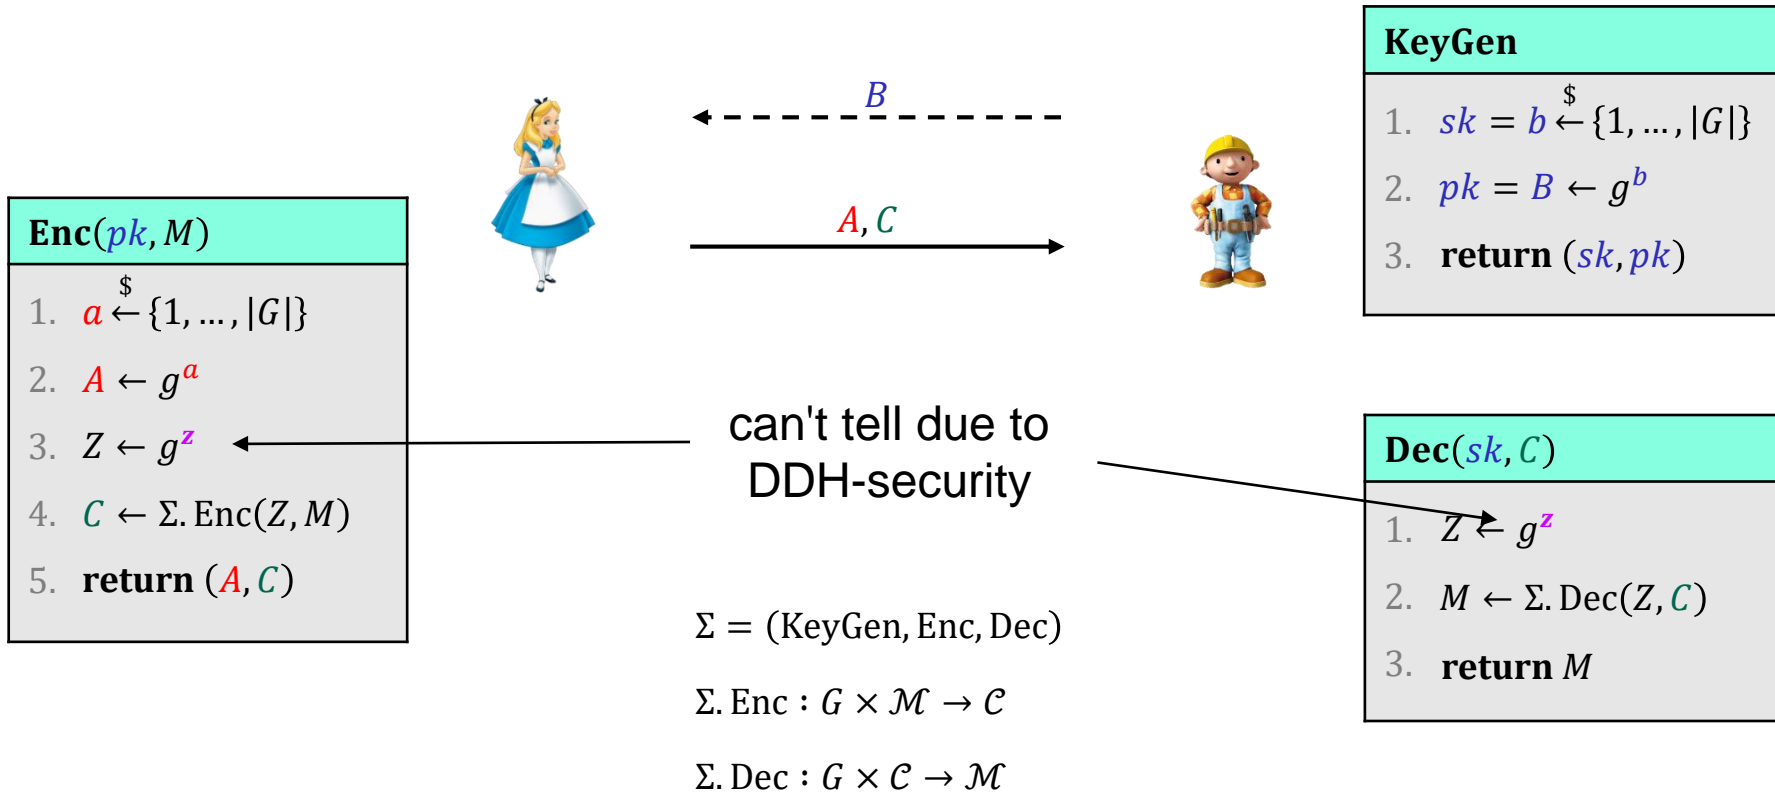 KeyGen
1. sk = b $← {1, … , |G|}
2. pk = B ← g^b
3. return (sk, pk)
B
A, C
Enc(pk, M)
1. a $← {1, … , |G|}
2. A ← g^a
3. Z ← g^z
4. C ← Σ. Enc(Z, M)
5. return (A, C)
can't tell due to
DDH-security
Dec(sk, C)
1. Z ← g^z
2. M ← Σ. Dec(Z, C)
3. return M
Σ = (KeyGen, Enc, Dec)
Σ. Enc : G × ℳ → 𝒞
Σ. Dec : G × 𝒞 → ℳ